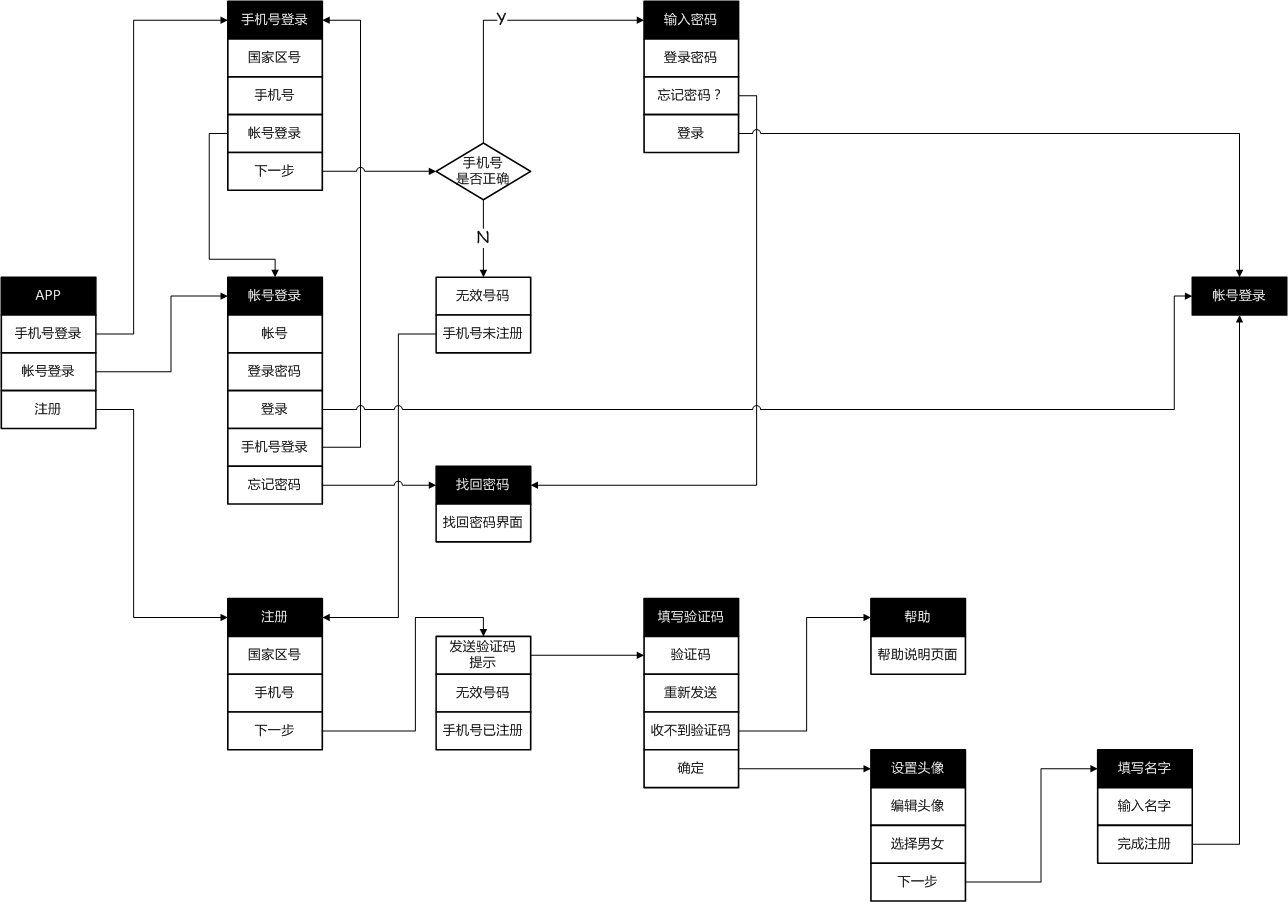 手机号登录
国家区号
手机号
帐号登录
下一步
Y
手机号
是否正确
N
输入密码
登录密码
忘记密码？
登录
APP
手机号登录
帐号登录
注册
帐号登录
帐号
登录密码
登录
手机号登录
忘记密码
无效号码
手机号未注册
帐号登录
找回密码
找回密码界面
注册
国家区号
手机号
下一步
发送验证码
提示
无效号码
手机号已注册
填写验证码
验证码
重新发送
收不到验证码
确定
帮助
帮助说明页面
设置头像
编辑头像
选择男女
下一步
填写名字
输入名字
完成注册